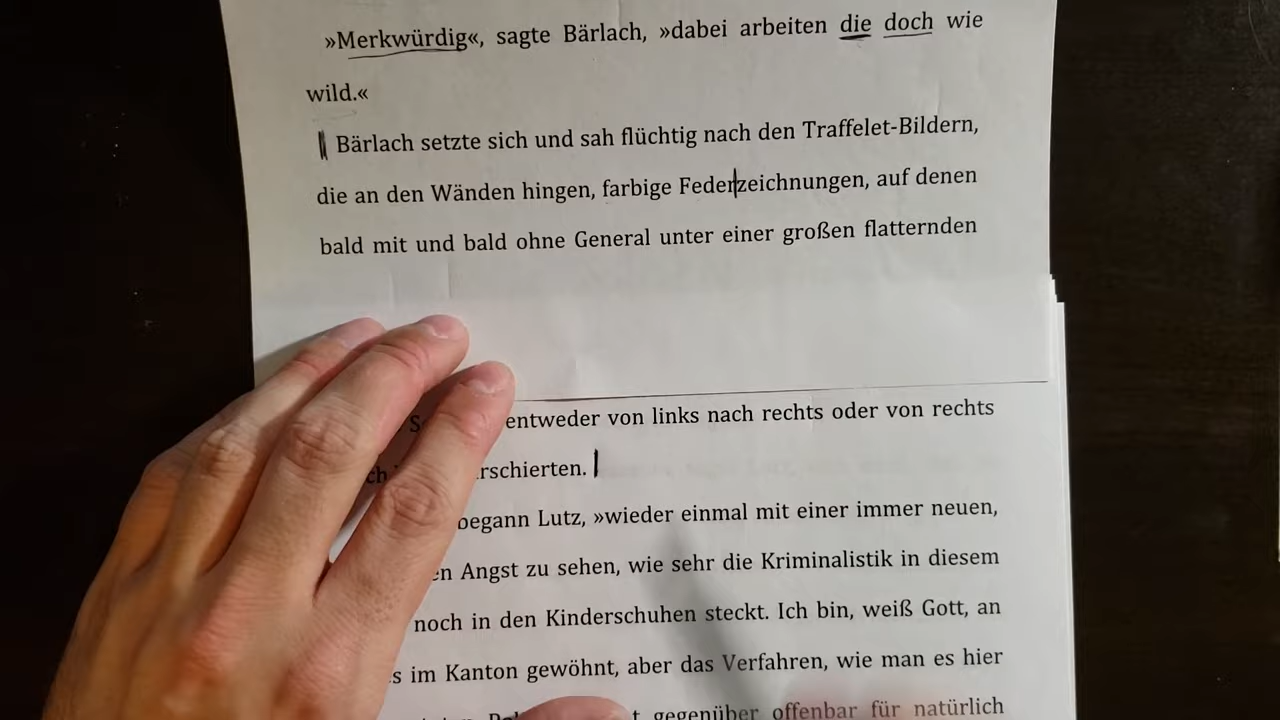 »Merkwürdig«, sagte Bärlach, »dabei arbeiten die doch wie
wild.«
Bärlach setzte sich und sah flüchtig nach den Traffelet-Bildern,
die an den Wänden hingen, farbige Federzeichnungen, auf denen
bald mit und bald ohne General unter einer großen flatternden
entweder von links nach rechts oder von rechts
rschierten.
begann Lutz, »wieder einmal mit einer immer neuen,
en Angst zu sehen, wie sehr die Kriminalistik in diesem
noch in den Kinderschuhen steckt. Ich bin, weiß Gott, an
s im Kanton gewöhnt, aber das Verfahren, wie man es hier
t gegenüber offenbar für natürlich